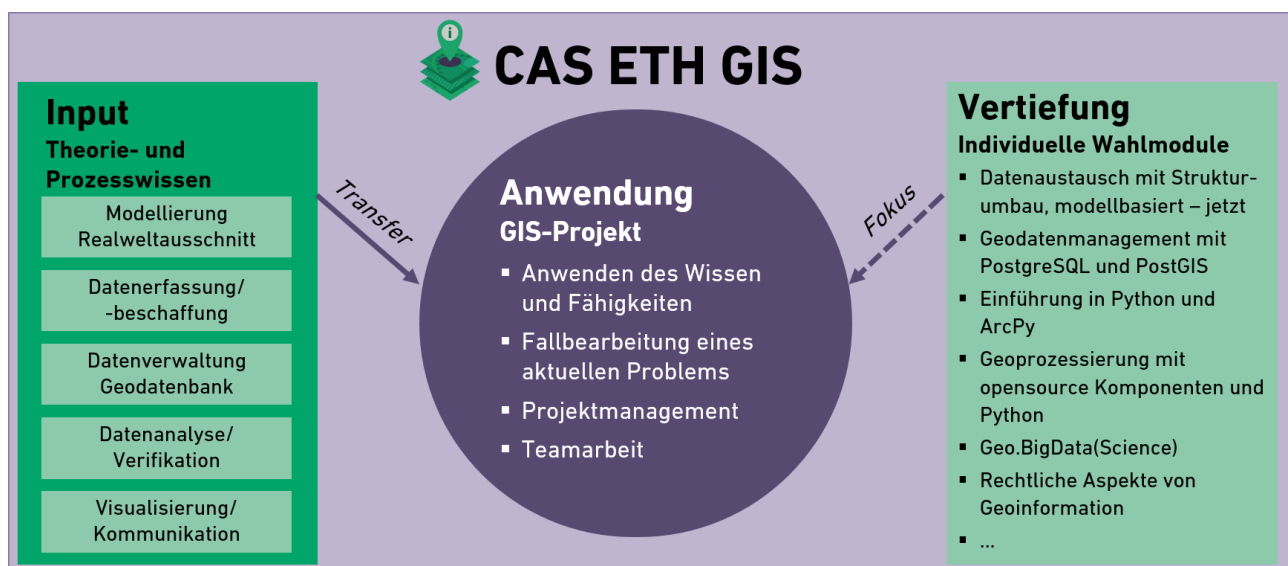 i
CAS ETH GIS
Input
Theorie- und
Prozesswissen
Modellierung
Realweltausschnitt
Datenerfassung/
-beschaffung
Datenverwaltung
Geodatenbank
Datenanalyse/
Verifikation
Visualisierung/
Kommunikation
Transfer
Anwendung
GIS-Projekt
▪ Anwenden des Wissen
und Fähigkeiten
▪ Fallbearbeitung eines
aktuellen Problems
▪ Projektmanagement
▪ Teamarbeit
Fokus
Vertiefung
Individuelle Wahlmodule
▪ Datenaustausch mit Struktur-
umbau, modellbasiert – jetzt
▪ Geodatenmanagement mit
PostgreSQL und PostGIS
▪ Einführung in Python und
ArcPy
▪ Geoprozessierung mit
opensource Komponenten und
Python
▪ Geo.BigData(Science)
▪ Rechtliche Aspekte von
Geoinformation
▪ ...